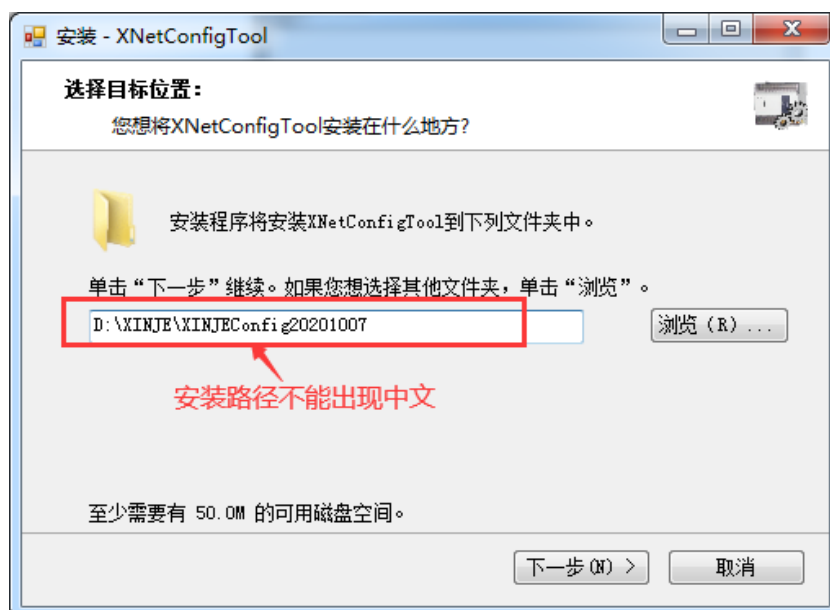 安装 - XNetConfigTool
选择目标位置：
您想将XNetConfigTool安装在什么地方？
安装程序将安装XNetConfigTool到下列文件夹中。
单击“下一步”继续。如果您想选择其他文件夹，单击“浏览”。
D:\XINJE\XINJEConfig20201007
浏览（R）...
安装路径不能出现中文
至少需要有 50.0M 的可用磁盘空间。
下一步(N) >
取消